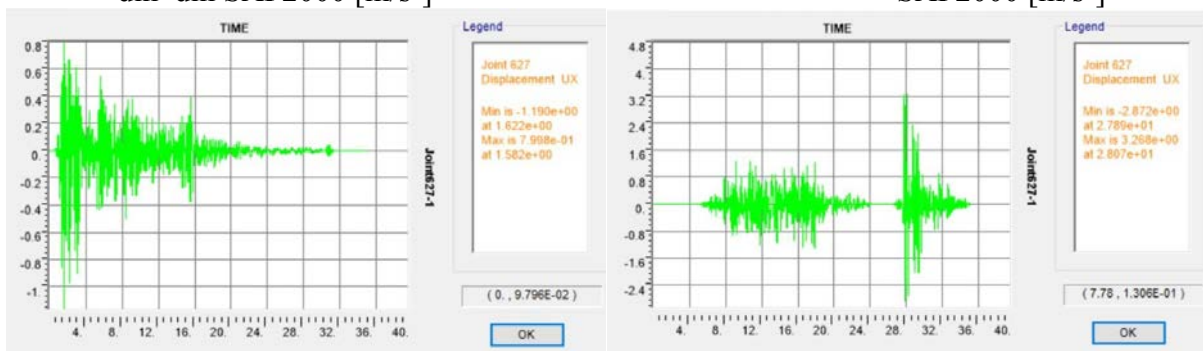 SAP2000 [m/s²]
SAP2000 [m/s²]
TIME
0.8
0.6
0.4
0.2
0.
-0.2
-0.4
-0.6
-0.8
-1.
4. 8. 12. 16. 20. 24. 28. 32. 36. 40.
Joint627-1
Legend
Joint 627
Displacement UX
Min is -1.190e+00
at 1.622e+00
Max is 7.998e-01
at 1.582e+00
( 0. , 9.796E-02 )
OK
TIME
4.8
4.
3.2
2.4
1.6
0.8
0.
-0.8
-1.6
-2.4
4. 8. 12. 16. 20. 24. 28. 32. 36. 40.
Joint627-1
Legend
Joint 627
Displacement UX
Min is -2.872e+00
at 2.789e+01
Max is 3.268e+00
at 2.807e+01
( 7.78 , 1.306E-01 )
OK